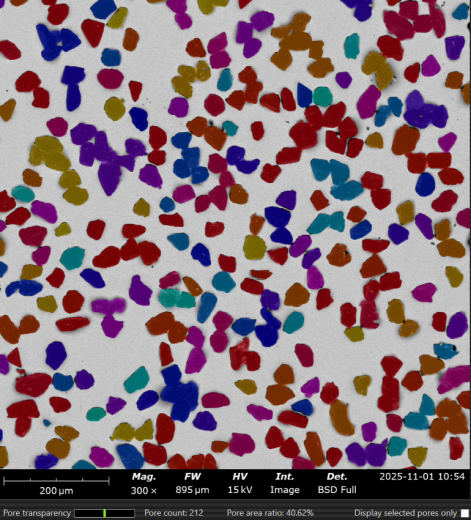 Mag. FW HV Int. Det. 2025-11-01 10:54
200 µm 300 x 895 µm 15 kV Image BSD Full
Pore transparency Pore count: 212 Pore area ratio: 40.62% Display selected pores only